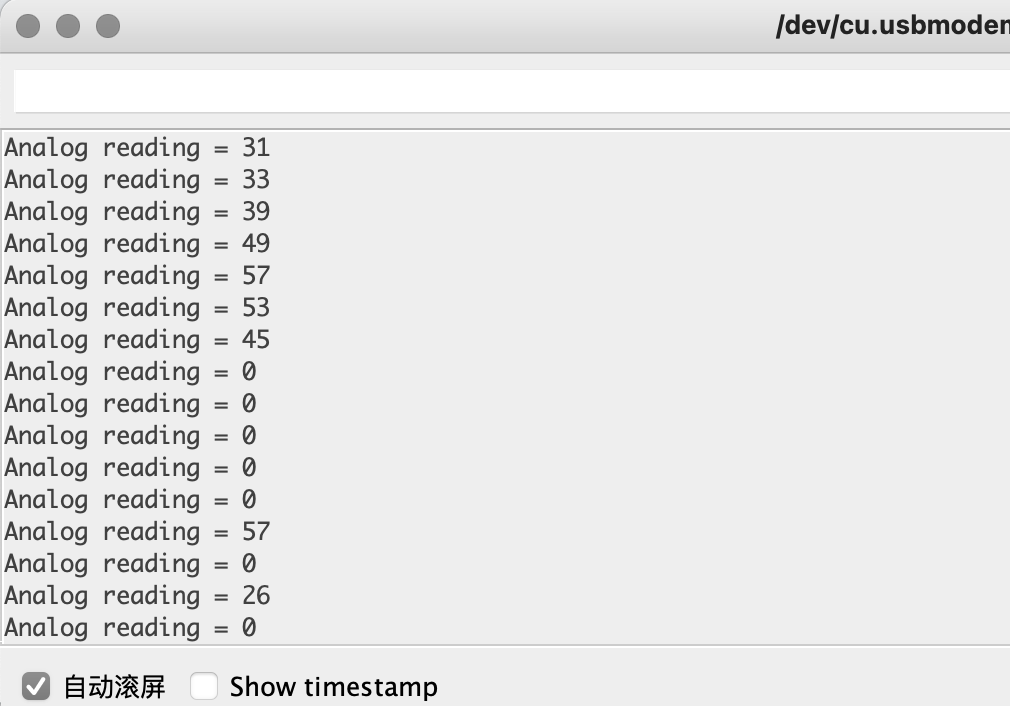 /dev/cu.usbmodem
Analog reading = 31
Analog reading = 33
Analog reading = 39
Analog reading = 49
Analog reading = 57
Analog reading = 53
Analog reading = 45
Analog reading = 0
Analog reading = 0
Analog reading = 0
Analog reading = 0
Analog reading = 0
Analog reading = 57
Analog reading = 0
Analog reading = 26
Analog reading = 0
自动滚屏 Show timestamp